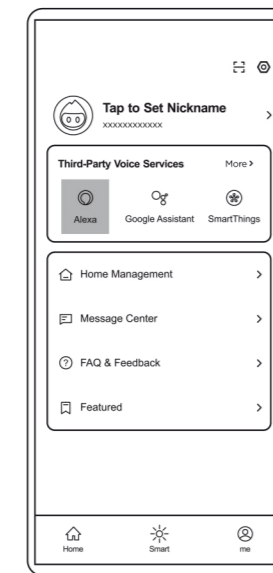 Tap to Set Nickname
xxxxxxxxxxxx
Third-Party Voice Services More
Alexa Google Assistant SmartThings
Home Management
Message Center
FAQ & Feedback
Featured
Home Smart me